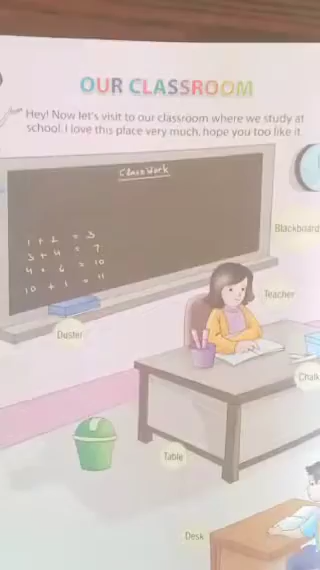 OUR CLASSROOM
Hey! Now let's visit to our classroom where we study at
school. I love this place very much, hope you too like it.
Class Work
Blackboard
1 + 2 = 3
3 + 4 = 7
4 + 6 = 10
10 + 1 = 11
Teacher
Duster
Chalk
Table
Desk